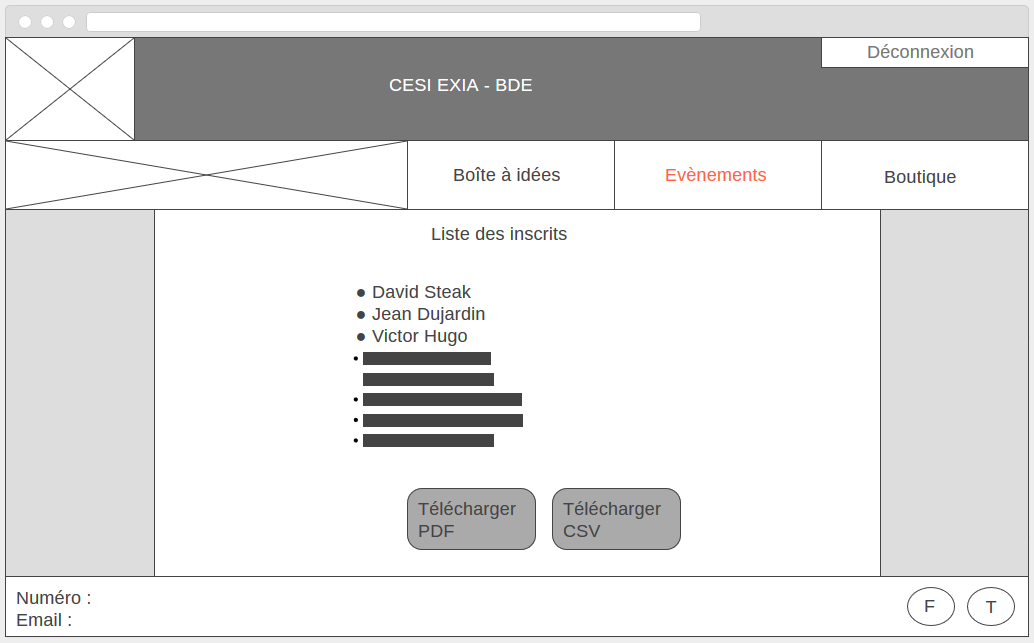 Déconnexion
CESI EXIA - BDE
Boîte à idées
Evènements
Boutique
Liste des inscrits
● David Steak
● Jean Dujardin
● Victor Hugo
Télécharger
PDF
Télécharger
CSV
Numéro :
Email :
F
T